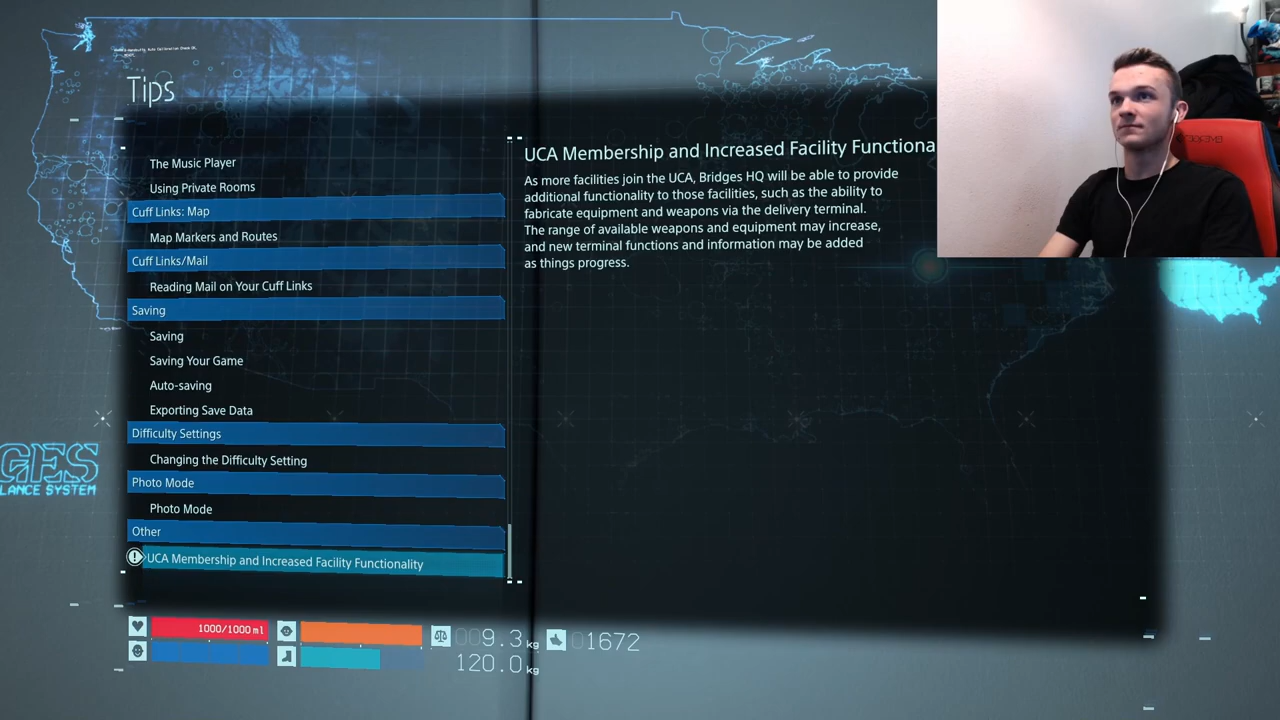 Tips
The Music Player
Using Private Rooms
Cuff Links: Map
Map Markers and Routes
Cuff Links/Mail
Reading Mail on Your Cuff Links
Saving
Saving
Saving Your Game
Auto-saving
Exporting Save Data
Difficulty Settings
Changing the Difficulty Setting
Photo Mode
Photo Mode
Other
UCA Membership and Increased Facility Functionality
UCA Membership and Increased Facility Functiona
As more facilities join the UCA, Bridges HQ will be able to provide
additional functionality to those facilities, such as the ability to
fabricate equipment and weapons via the delivery terminal.
The range of available weapons and equipment may increase,
and new terminal functions and information may be added
as things progress.
GES
LANCE SYSTEM
1000/1000 ml
009.3 kg
120.0 kg
01672